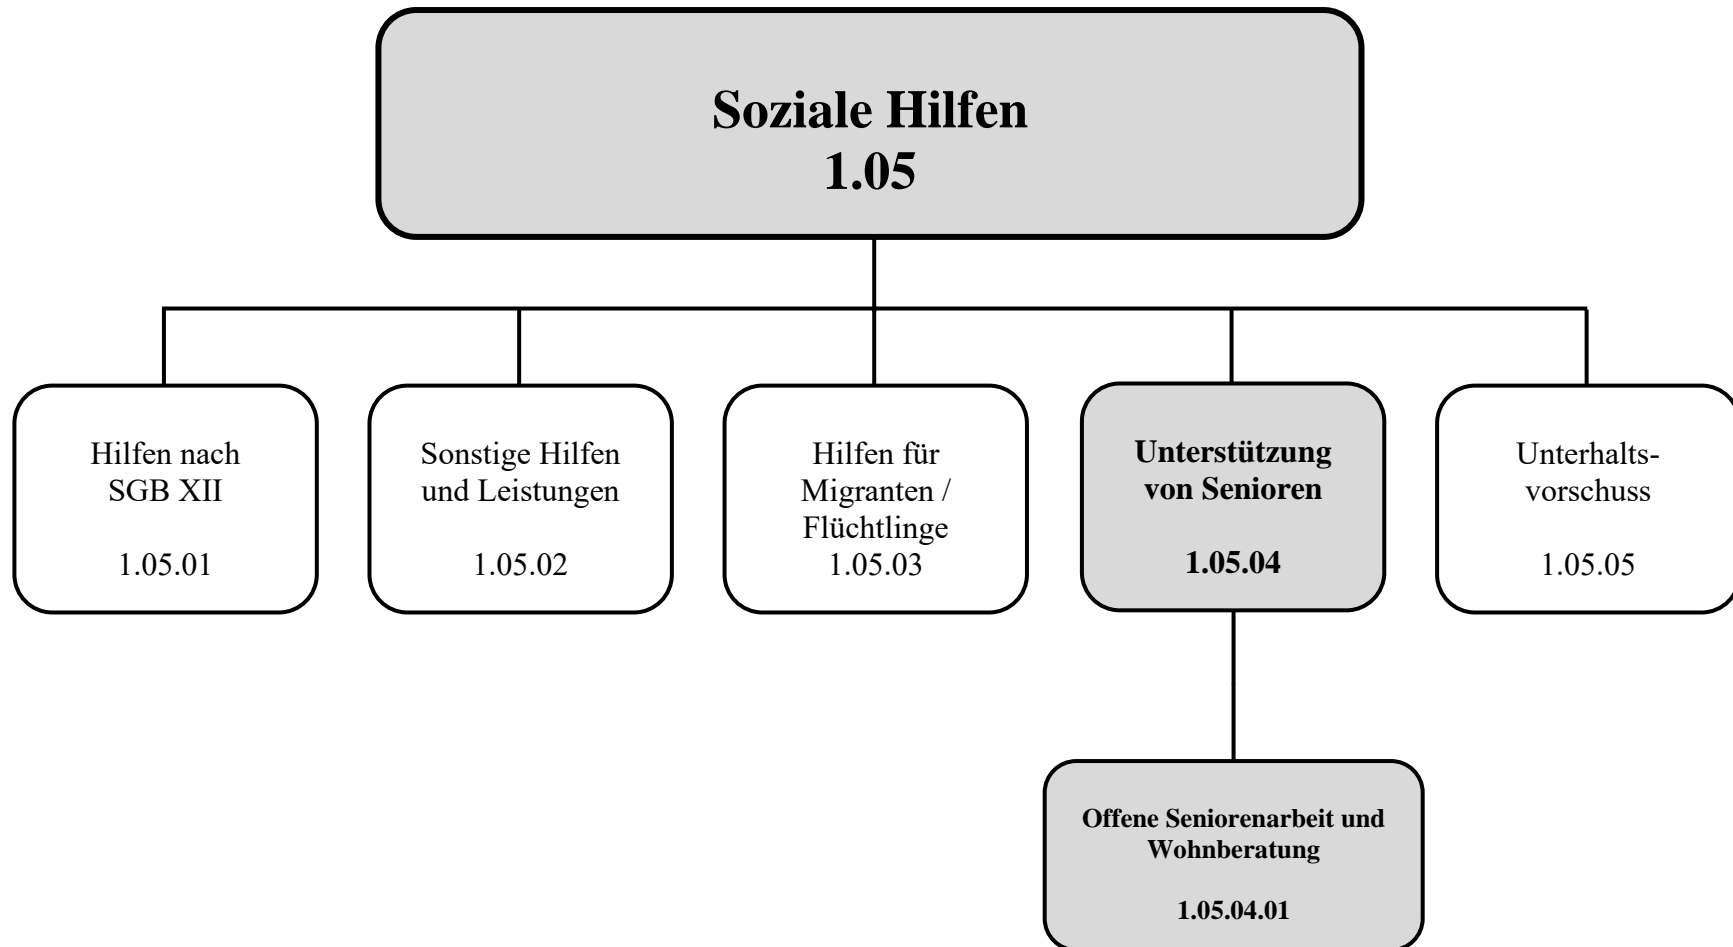 Soziale Hilfen
1.05
Hilfen nach
SGB XII
1.05.01
Sonstige Hilfen
und Leistungen
1.05.02
Hilfen für
Migranten /
Flüchtlinge
1.05.03
Unterstützung
von Senioren
1.05.04
Unterhalts-
vorschuss
1.05.05
Offene Seniorenarbeit und
Wohnberatung
1.05.04.01